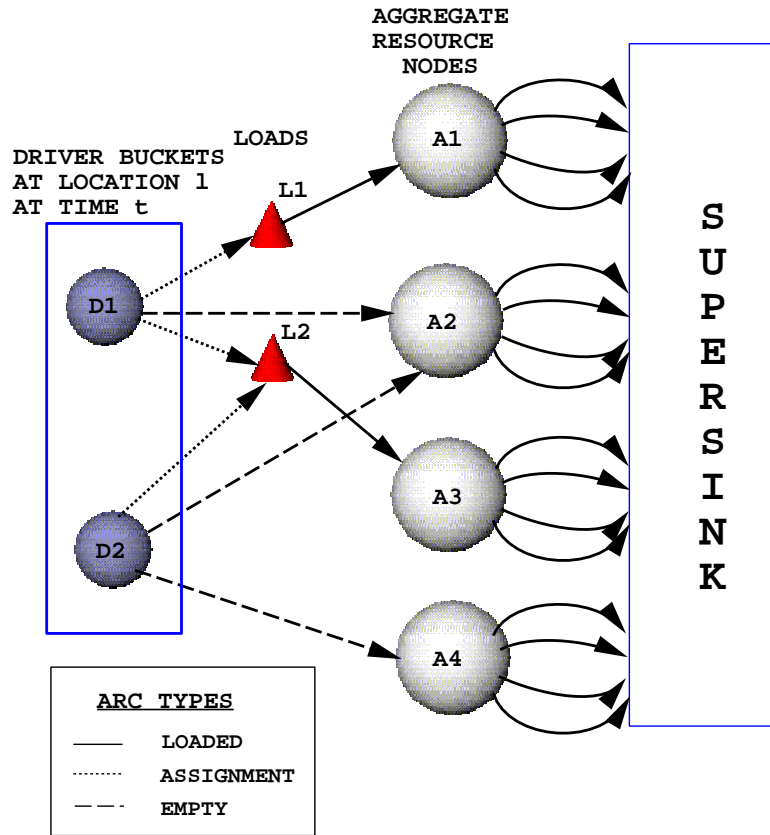 AGGREGATE
RESOURCE
NODES
LOADS
DRIVER BUCKETS
AT LOCATION l
AT TIME t
L1
A1
D1
A2
L2
A3
D2
A4
SUPERSINK
ARC TYPES
LOADED
ASSIGNMENT
EMPTY